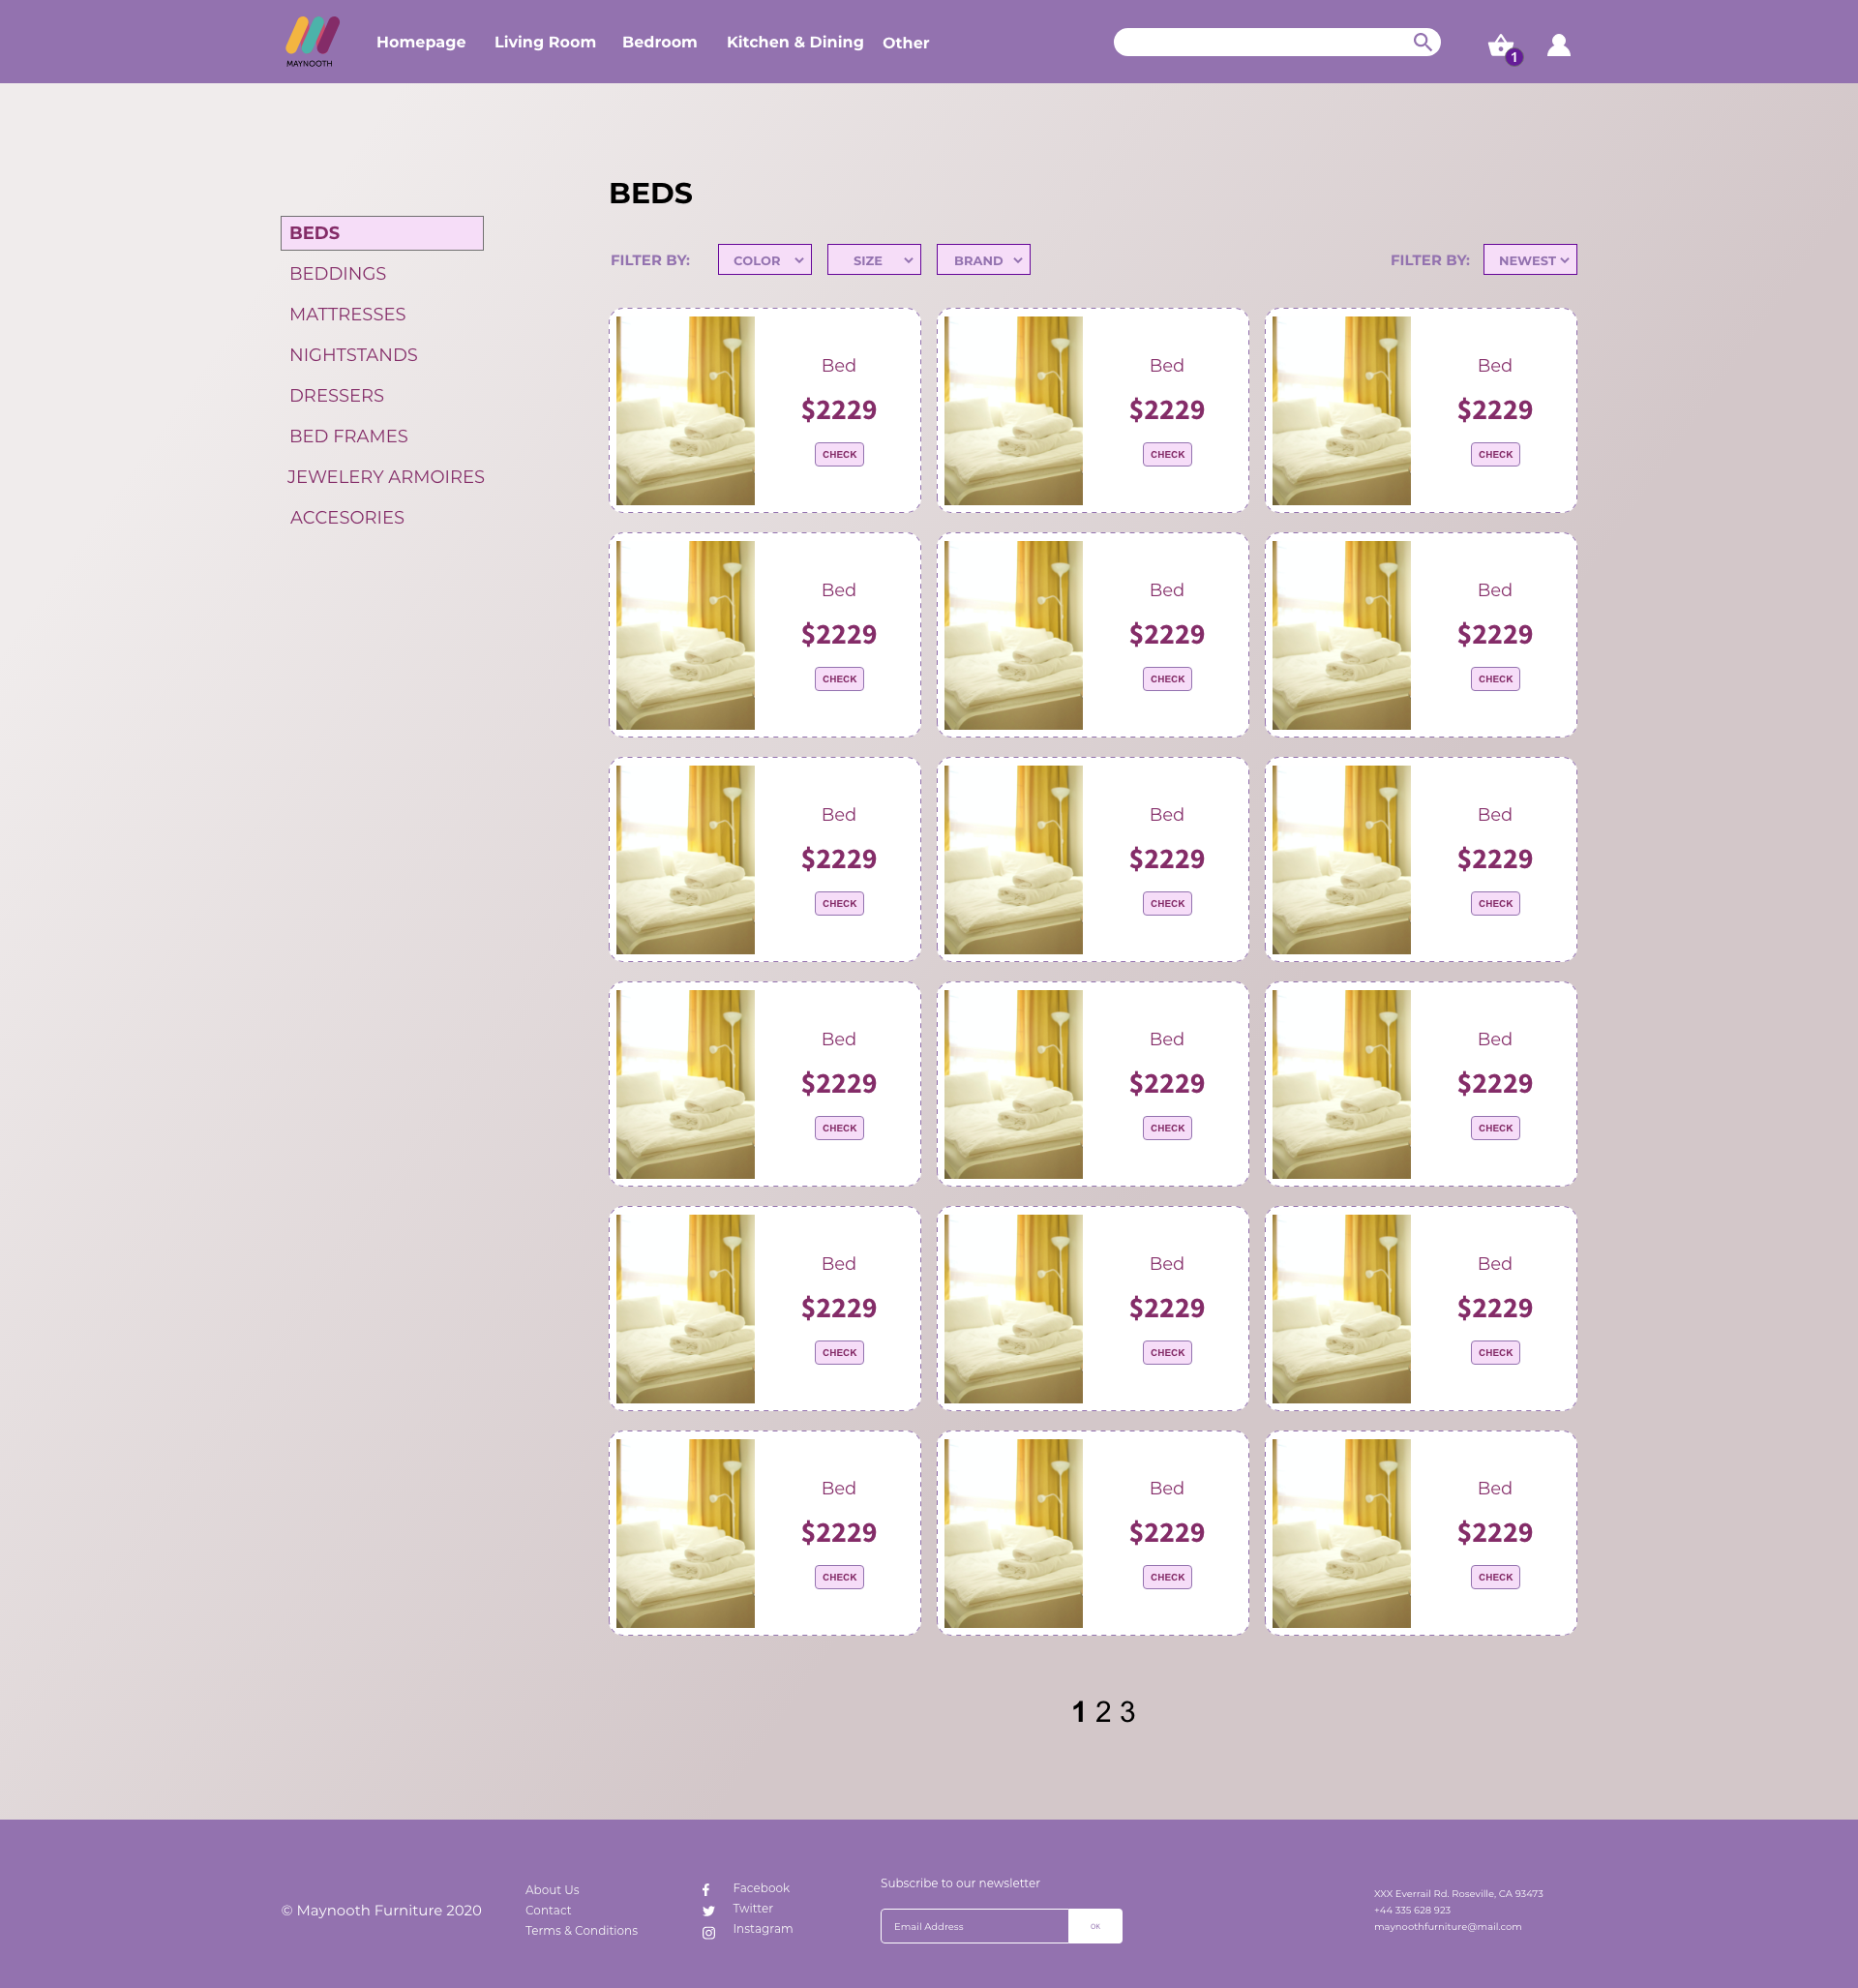 MAYNOOTH
Homepage Living Room Bedroom Kitchen & Dining Other
1
BEDS
BEDDINGS
MATTRESSES
NIGHTSTANDS
DRESSERS
BED FRAMES
JEWELERY ARMOIRES
ACCESORIES
BEDS
FILTER BY: COLOR SIZE BRAND FILTER BY: NEWEST
Bed Bed Bed
$2229 $2229 $2229
CHECK CHECK CHECK
Bed Bed Bed
$2229 $2229 $2229
CHECK CHECK CHECK
Bed Bed Bed
$2229 $2229 $2229
CHECK CHECK CHECK
Bed Bed Bed
$2229 $2229 $2229
CHECK CHECK CHECK
Bed Bed Bed
$2229 $2229 $2229
CHECK CHECK CHECK
Bed Bed Bed
$2229 $2229 $2229
CHECK CHECK CHECK
1 2 3
© Maynooth Furniture 2020
About Us
Contact
Terms & Conditions
Facebook
Twitter
Instagram
Subscribe to our newsletter
Email Address OK
XXX Everrail Rd. Roseville, CA 93473
+44 335 628 923
maynoothfurniture@mail.com